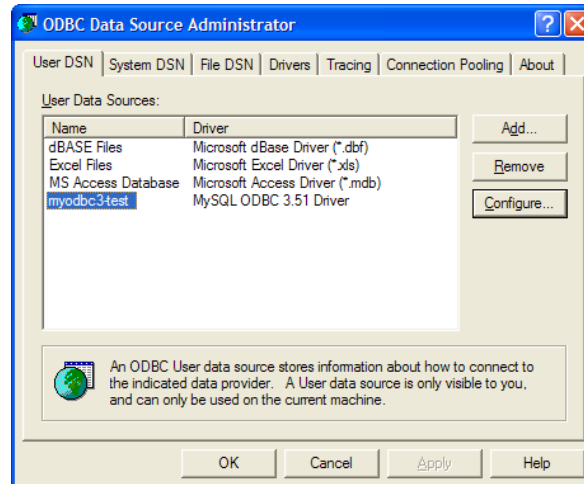 ODBC Data Source Administrator
User DSN System DSN File DSN Drivers Tracing Connection Pooling About
User Data Sources:
Name Driver
dBASE Files Microsoft dBase Driver (*.dbf)
Excel Files Microsoft Excel Driver (*.xls)
MS Access Database Microsoft Access Driver (*.mdb)
myodbc3-test MySQL ODBC 3.51 Driver
Add...
Remove
Configure...
An ODBC User data source stores information about how to connect to
the indicated data provider. A User data source is only visible to you,
and can only be used on the current machine.
OK Cancel Apply Help